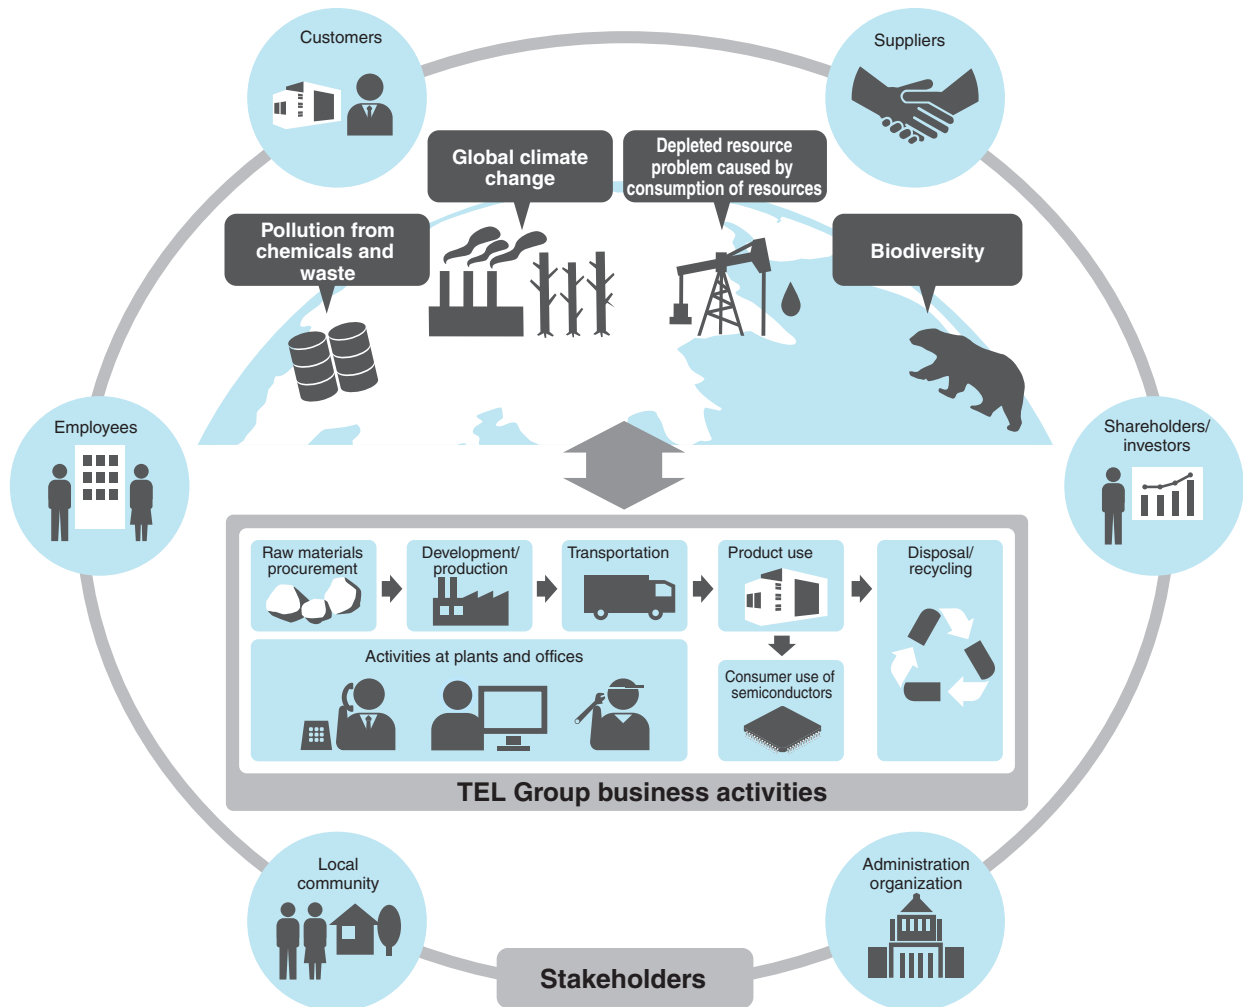 Customers
Suppliers
Global climate
change
Depleted resource
problem caused by
consumption of resources
Pollution from
chemicals and
waste
Biodiversity
Employees
Shareholders/
investors
Raw materials
procurement
Development/
production
Transportation
Product use
Disposal/
recycling
Activities at plants and offices
Consumer use of
semiconductors
TEL Group business activities
Local
community
Administration
organization
Stakeholders